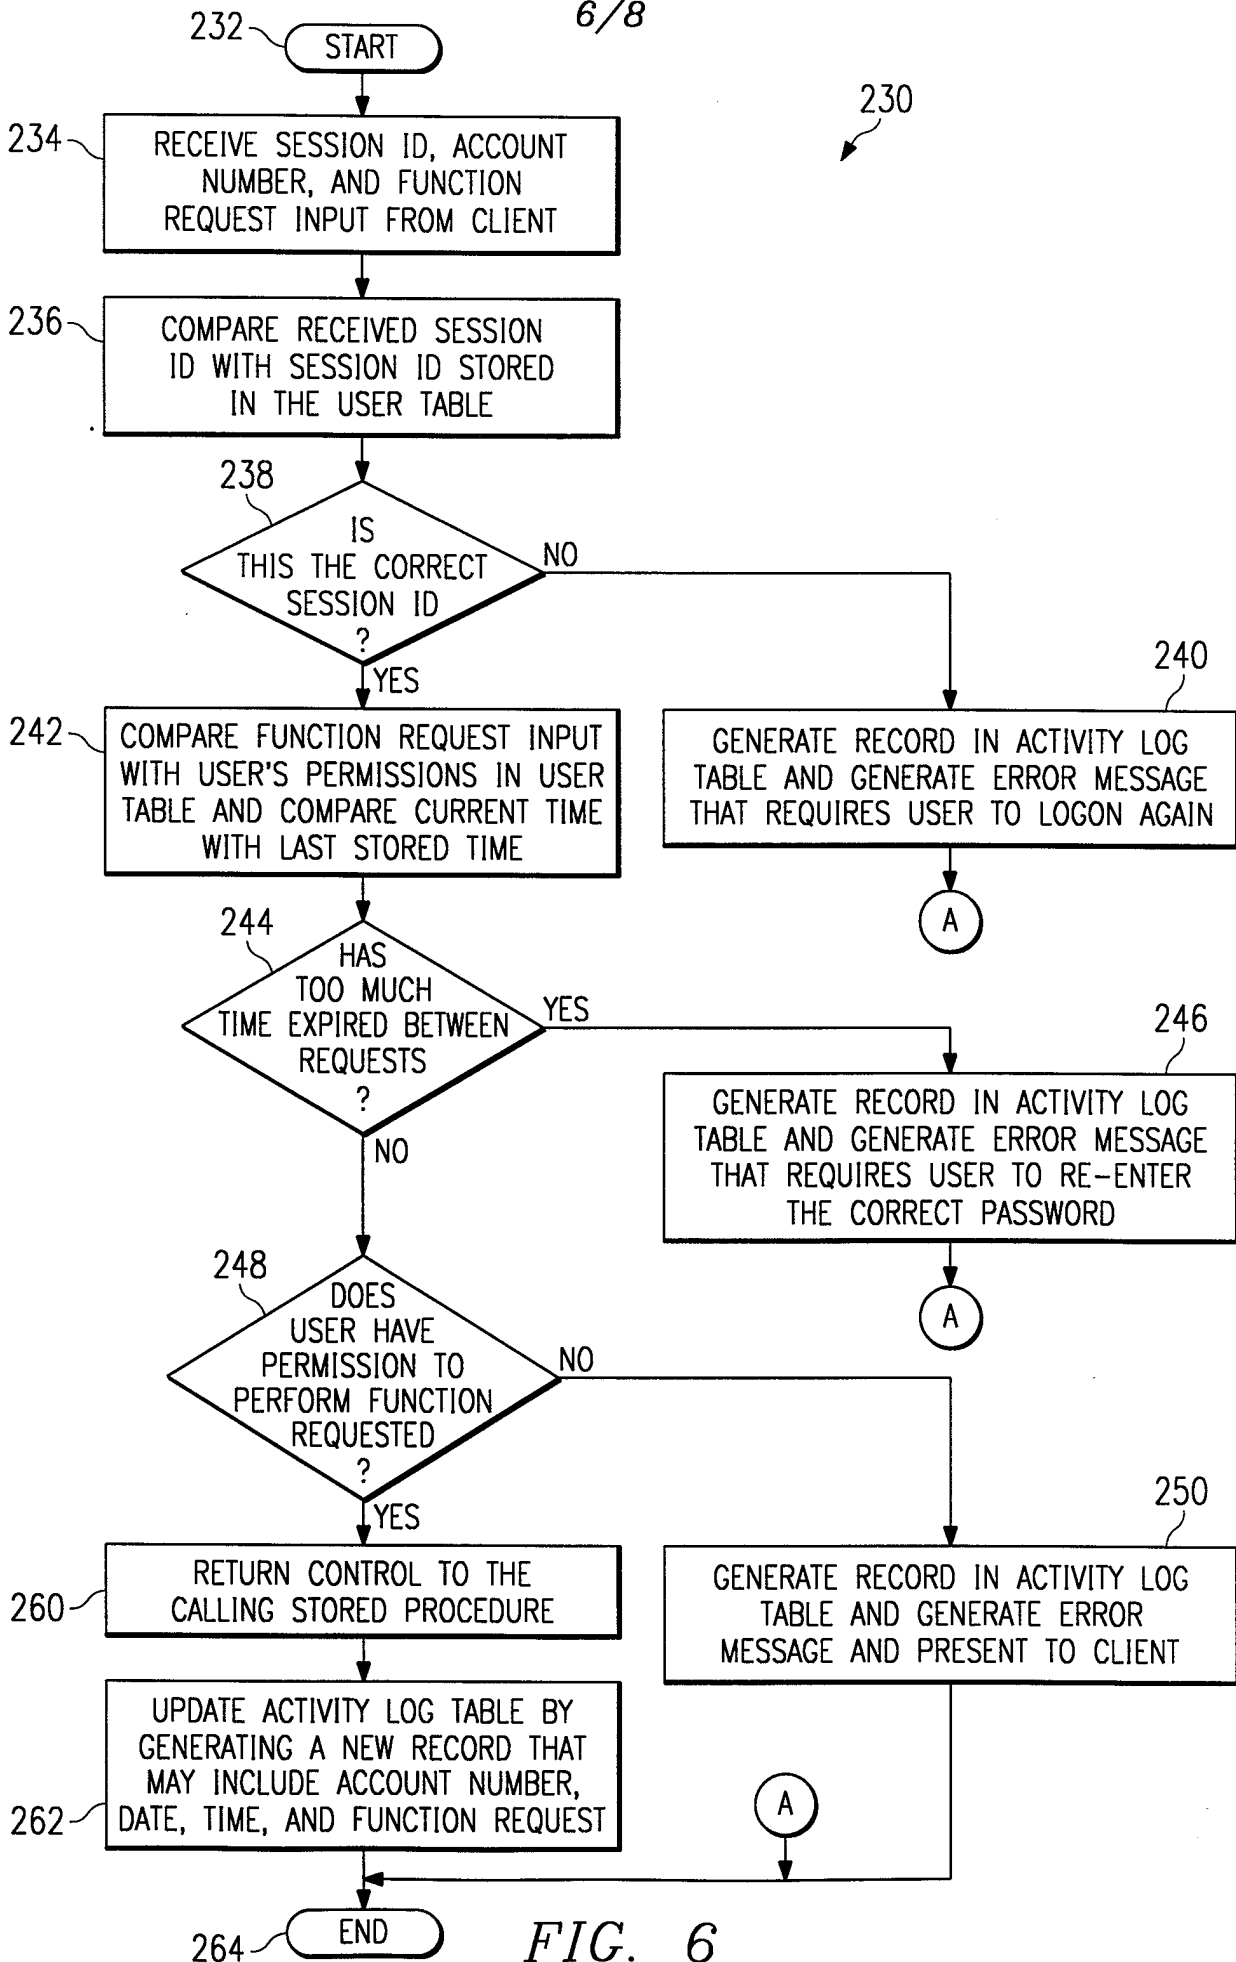 6/8
232
START
230
234
RECEIVE SESSION ID, ACCOUNT
NUMBER, AND FUNCTION
REQUEST INPUT FROM CLIENT
236
COMPARE RECEIVED SESSION
ID WITH SESSION ID STORED
IN THE USER TABLE
238
IS
THIS THE CORRECT
SESSION ID
?
NO
YES
240
GENERATE RECORD IN ACTIVITY LOG
TABLE AND GENERATE ERROR MESSAGE
THAT REQUIRES USER TO LOGON AGAIN
A
242
COMPARE FUNCTION REQUEST INPUT
WITH USER'S PERMISSIONS IN USER
TABLE AND COMPARE CURRENT TIME
WITH LAST STORED TIME
244
HAS
TOO MUCH
TIME EXPIRED BETWEEN
REQUESTS
?
YES
NO
246
GENERATE RECORD IN ACTIVITY LOG
TABLE AND GENERATE ERROR MESSAGE
THAT REQUIRES USER TO RE-ENTER
THE CORRECT PASSWORD
A
248
DOES
USER HAVE
PERMISSION TO
PERFORM FUNCTION
REQUESTED
?
NO
YES
250
GENERATE RECORD IN ACTIVITY LOG
TABLE AND GENERATE ERROR
MESSAGE AND PRESENT TO CLIENT
260
RETURN CONTROL TO THE
CALLING STORED PROCEDURE
262
UPDATE ACTIVITY LOG TABLE BY
GENERATING A NEW RECORD THAT
MAY INCLUDE ACCOUNT NUMBER,
DATE, TIME, AND FUNCTION REQUEST
A
264
END
FIG. 6